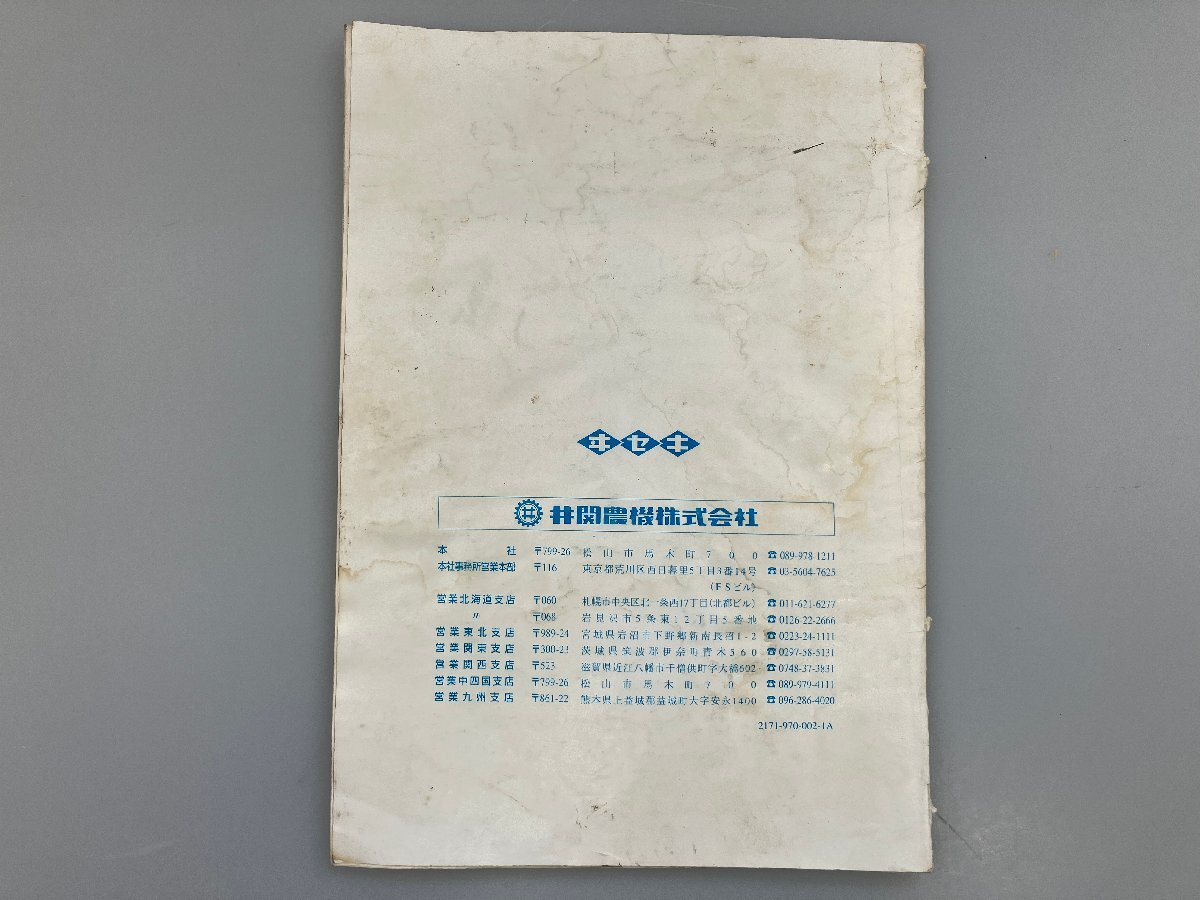 ヰセキ
井関農機株式会社
本社 〒799-26 松山市馬木町700 ☎089-978-1211
本社事務所営業本部 〒116 東京都荒川区西日暮里5丁目3番14号 ☎03-5604-7625
(FSビル)
営業北海道支店 〒060 札幌市中央区北一条西17丁目(北都ビル) ☎011-621-6277
〃 〒068 岩見沢市5条東12丁目5番地 ☎0126-22-2666
営業東北支店 〒989-24 宮城県岩沼市下野郷新南長沼1-2 ☎0223-24-1111
営業関東支店 〒300-23 茨城県筑波郡伊奈町青木560 ☎0297-58-5131
営業関西支店 〒523 滋賀県近江八幡市千僧供町字大橋602 ☎0748-37-3831
営業中四国支店 〒799-26 松山市馬木町700 ☎089-979-4111
営業九州支店 〒861-22 熊本県上益城郡益城町大字安永1400 ☎096-286-4020
2171-970-002-1A